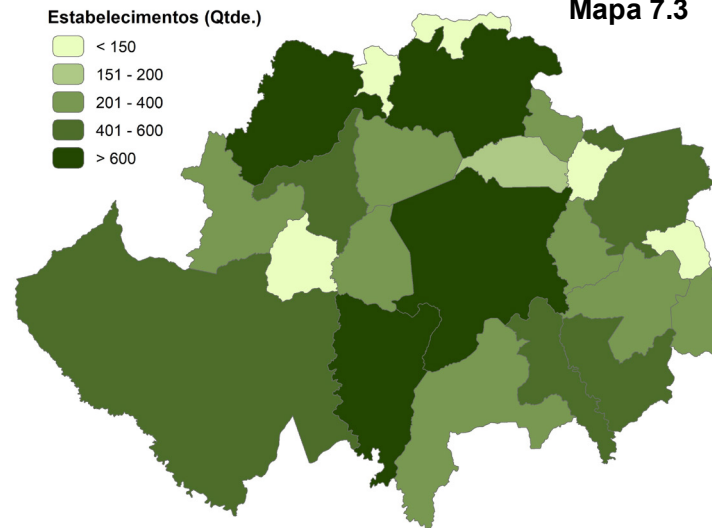 Estabelecimentos (Qtde.)
Mapa 7.3
< 150
151 - 200
201 - 400
401 - 600
> 600